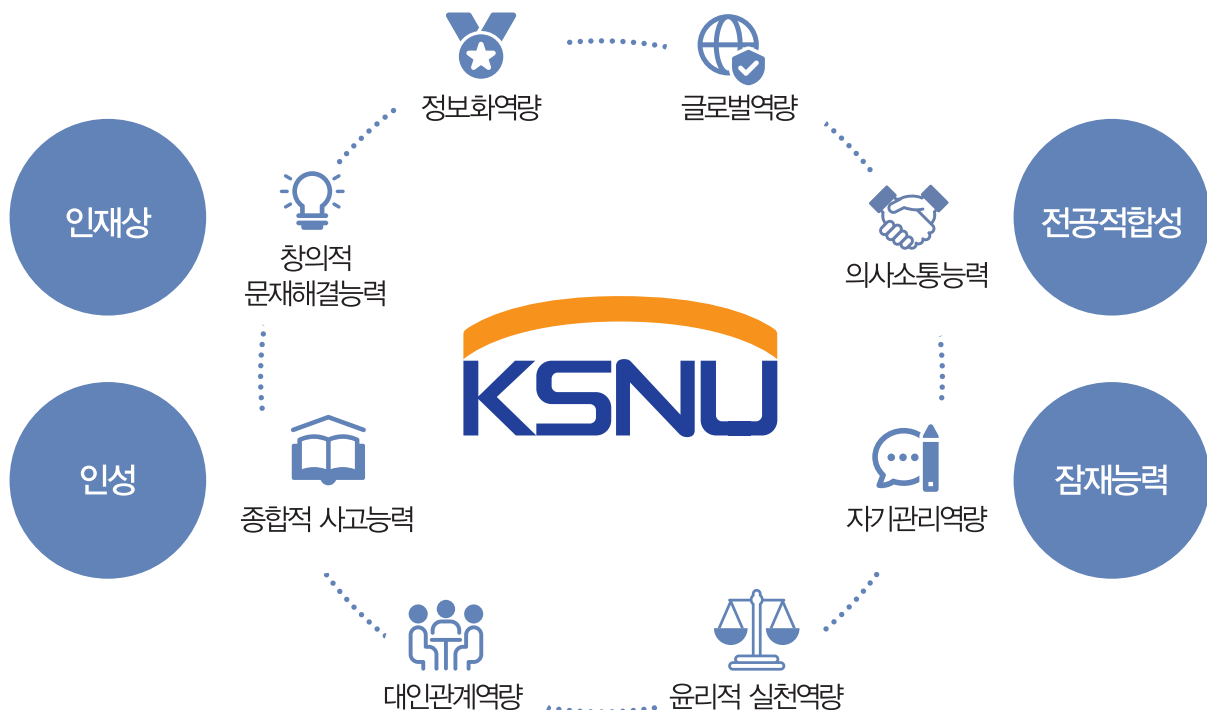 정보화역량
글로벌역량
인재상
창의적
문재해결능력
의사소통능력
전공적합성
KSNU
인성
종합적 사고능력
자기관리역량
잠재능력
대인관계역량
윤리적 실천역량